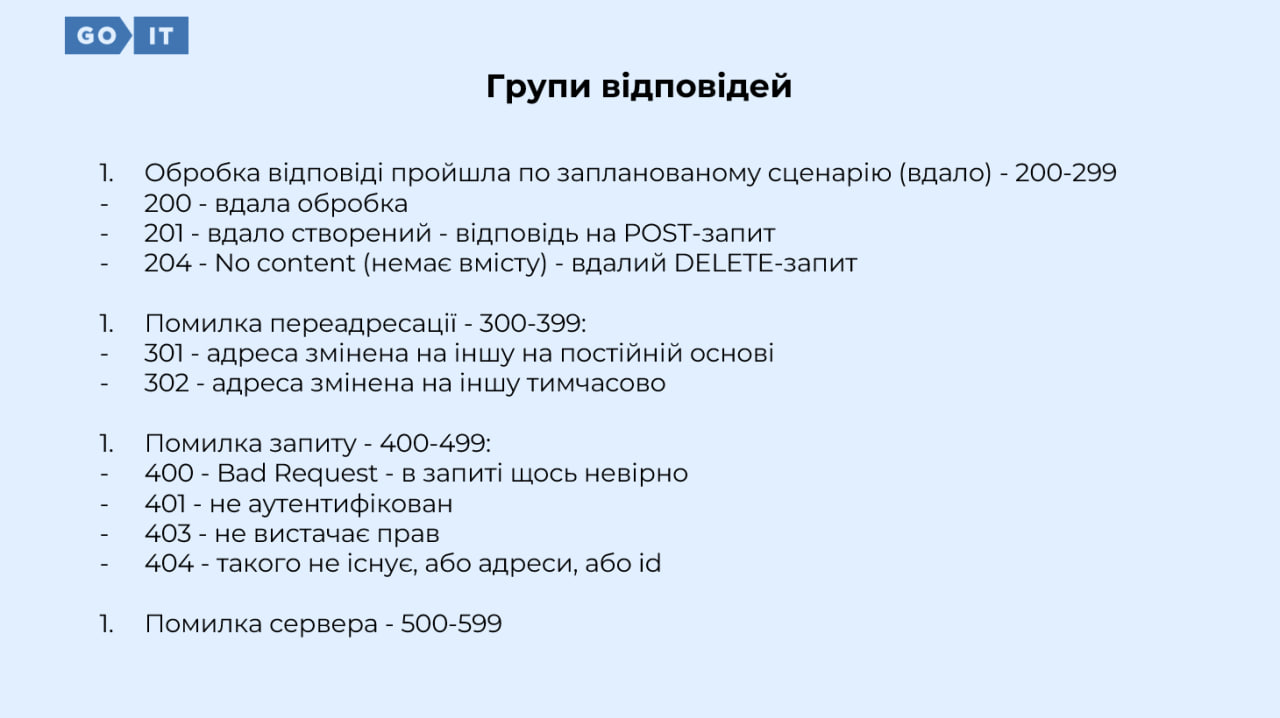 GO IT
Групи відповідей
1. Обробка відповіді пройшла по запланованому сценарію (вдало) - 200-299
- 200 - вдала обробка
- 201 - вдало створений - відповідь на POST-запит
- 204 - No content (немає вмісту) - вдалий DELETE-запит
1. Помилка переадресації - 300-399:
- 301 - адреса змінена на іншу на постійній основі
- 302 - адреса змінена на іншу тимчасово
1. Помилка запиту - 400-499:
- 400 - Bad Request - в запиті щось невірно
- 401 - не аутентифікован
- 403 - не вистачає прав
- 404 - такого не існує, або адреси, або id
1. Помилка сервера - 500-599